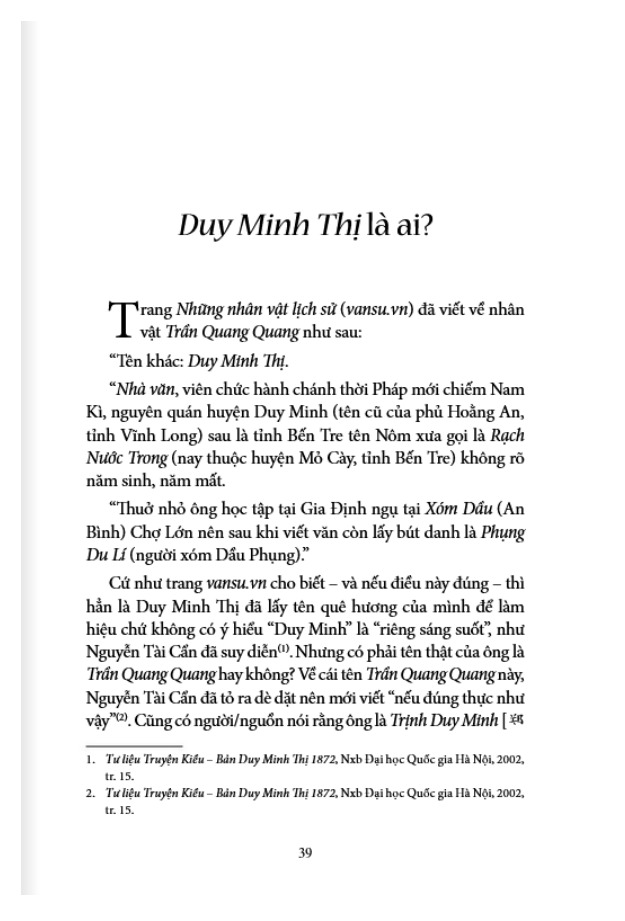 Duy Minh Thị là ai?
Trang Những nhân vật lịch sử (vansu.vn) đã viết về nhân
vật Trần Quang Quang như sau:
“Tên khác: Duy Minh Thị.
“Nhà văn, viên chức hành chánh thời Pháp mới chiếm Nam
Kì, nguyên quán huyện Duy Minh (tên cũ của phủ Hoằng An,
tỉnh Vĩnh Long) sau là tỉnh Bến Tre tên Nôm xưa gọi là Rạch
Nước Trong (nay thuộc huyện Mỏ Cày, tỉnh Bến Tre) không rõ
năm sinh, năm mất.
“Thuở nhỏ ông học tập tại Gia Định ngụ tại Xóm Dầu (An
Bình) Chợ Lớn nên sau khi viết văn còn lấy bút danh là Phụng
Du Lí (người xóm Dầu Phụng).”
Cứ như trang vansu.vn cho biết – và nếu điều này đúng – thì
hẳn là Duy Minh Thị đã lấy tên quê hương của mình để làm
hiệu chứ không có ý hiểu “Duy Minh” là “riêng sáng suốt”, như
Nguyễn Tài Cẩn đã suy diễn(1). Nhưng có phải tên thật của ông là
Trần Quang Quang hay không? Về cái tên Trần Quang Quang này,
Nguyễn Tài Cẩn đã tỏ ra dè dặt nên mới viết “nếu đúng thực như
vậy”(2). Cũng có người/nguồn nói rằng ông là Trịnh Duy Minh [
1. Tư liệu Truyện Kiều – Bản Duy Minh Thị 1872, Nxb Đại học Quốc gia Hà Nội, 2002,
tr. 15.
2. Tư liệu Truyện Kiều – Bản Duy Minh Thị 1872, Nxb Đại học Quốc gia Hà Nội, 2002,
tr. 15.
39